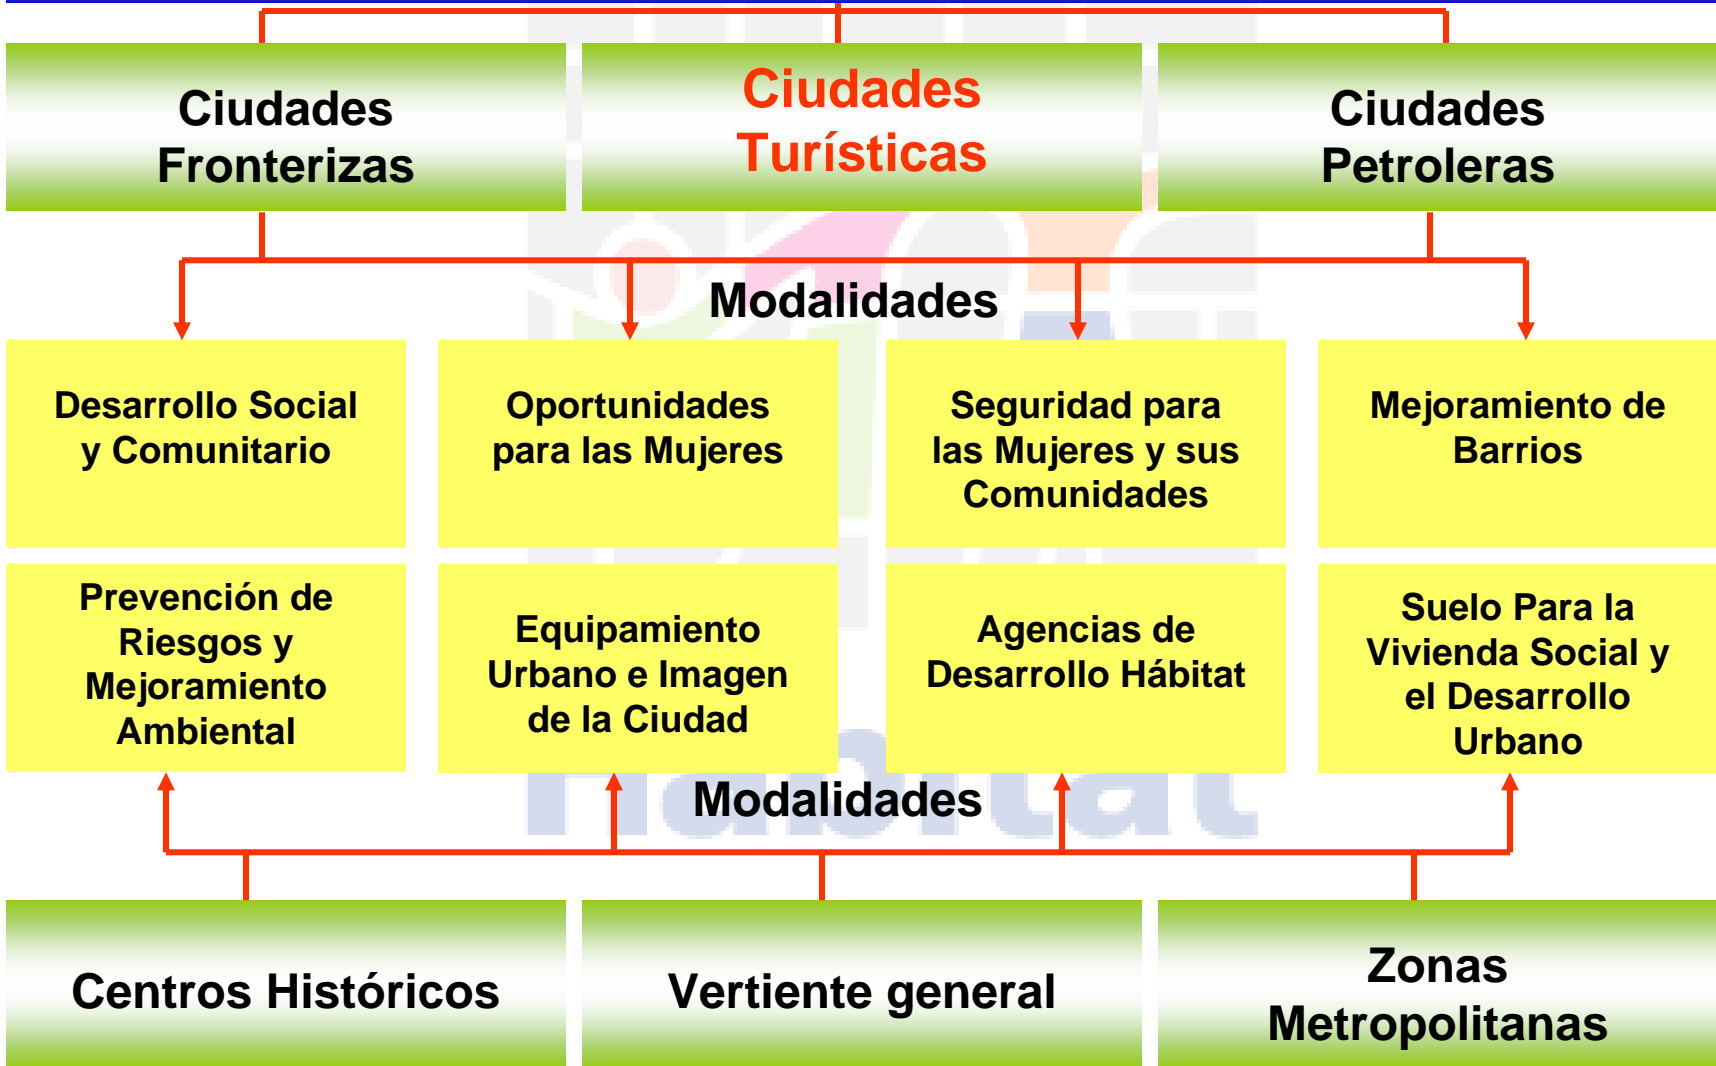 Ciudades
Fronterizas
Ciudades
Turísticas
Ciudades
Petroleras
Modalidades
Desarrollo Social
y Comunitario
Oportunidades
para las Mujeres
Seguridad para
las Mujeres y sus
Comunidades
Mejoramiento de
Barrios
Prevención de
Riesgos y
Mejoramiento
Ambiental
Equipamiento
Urbano e Imagen
de la Ciudad
Agencias de
Desarrollo Hábitat
Suelo Para la
Vivienda Social y
el Desarrollo
Urbano
Hábitat
Modalidades
Centros Históricos
Vertiente general
Zonas
Metropolitanas